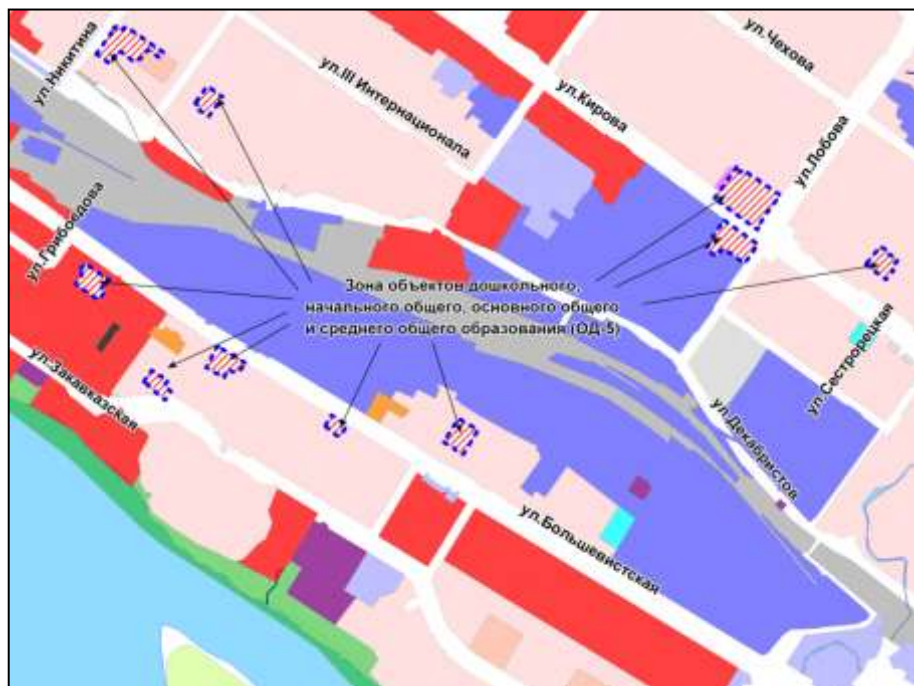 ул.Никитина
ул.III Интернационала
ул.Чехова
ул.Кирова
ул.Лобова
ул.Грибоедова
Зона объектов дошкольного,
начального общего, основного общего
и среднего общего образования (ОД-5)
ул.Закавказская
ул.Сестрорецкая
ул.Декабристов
ул.Большевистская